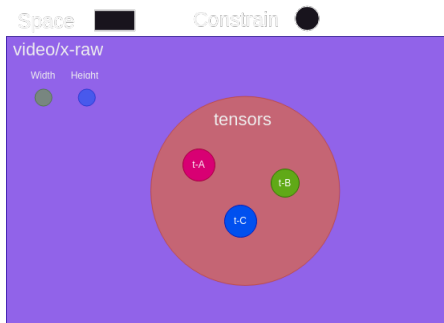 Space
Constrain
video/x-raw
Width
Height
tensors
t-A
t-B
t-C